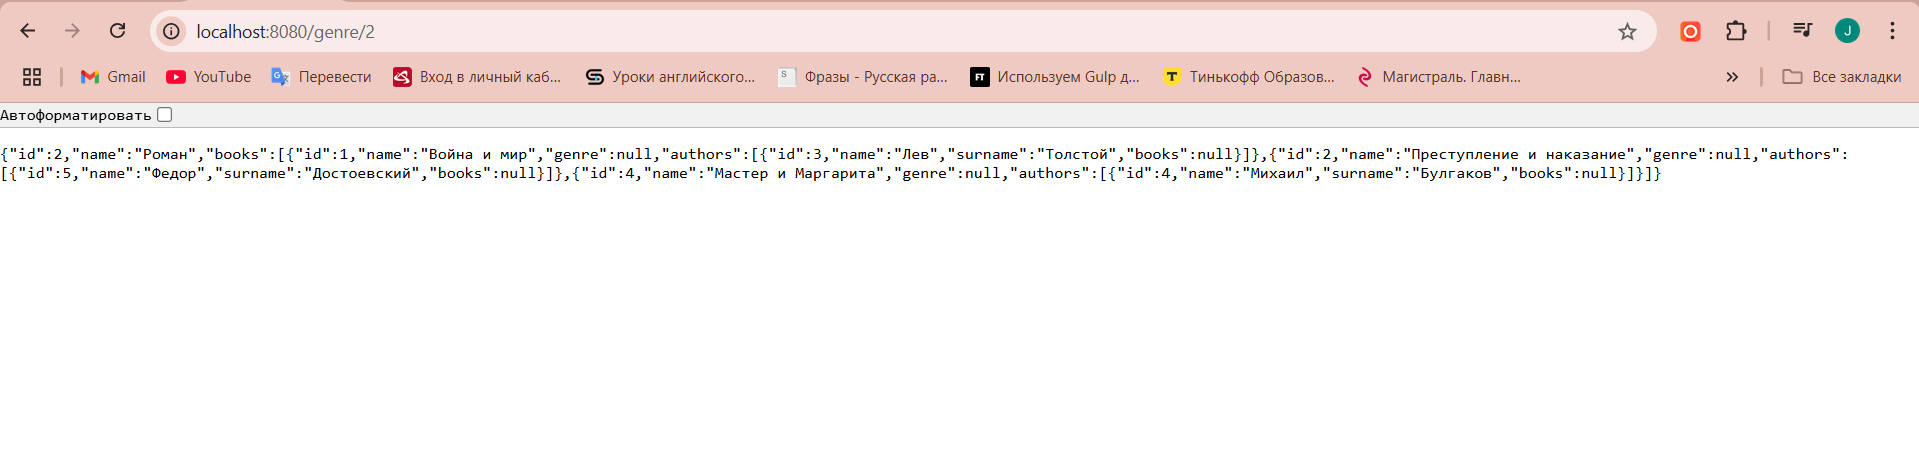 localhost:8080/genre/2
J
Gmail YouTube Перевести Вход в личный каб... Уроки английского... S Фразы - Русская ра... FT Используем Gulp д... T Тинькофф Образов... Магистраль. Главн... » Все закладки
Автоформатировать
{"id":2,"name":"Роман","books":[{"id":1,"name":"Война и мир","genre":null,"authors":[{"id":3,"name":"Лев","surname":"Толстой","books":null}]},{"id":2,"name":"Преступление и наказание","genre":null,"authors":
[{"id":5,"name":"Федор","surname":"Достоевский","books":null}]},{"id":4,"name":"Мастер и Маргарита","genre":null,"authors":[{"id":4,"name":"Михаил","surname":"Булгаков","books":null}]}]}